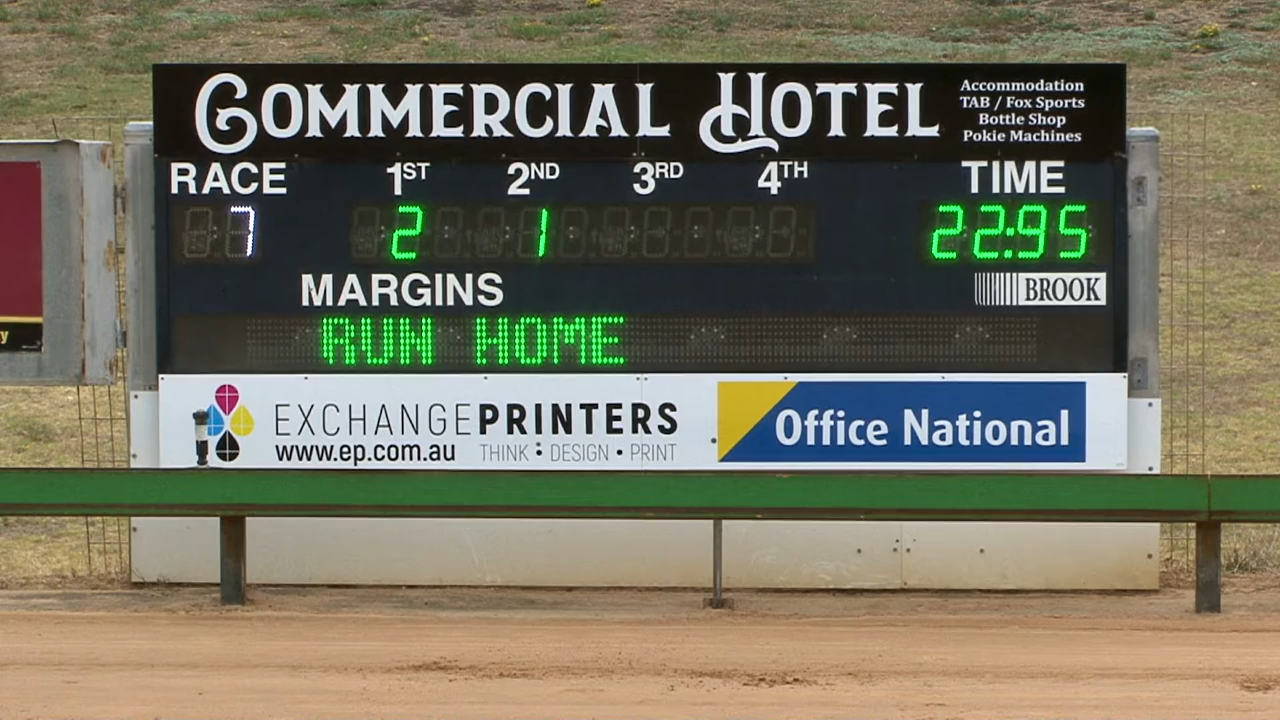 COMMERCIAL HOTEL
Accommodation
TAB / Fox Sports
Bottle Shop
Pokie Machines
RACE 1ST 2ND 3RD 4TH TIME
7 2 1 22:95
MARGINS
BROOK
RUN HOME
EXCHANGEPRINTERS
www.ep.com.au THINK : DESIGN • PRINT
Office National
y